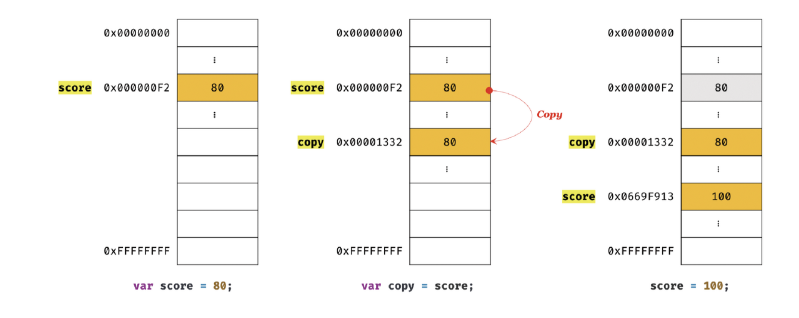 0x00000000
⋮
score 0x000000F2 80
⋮
0xFFFFFFFF
var score = 80;
0x00000000
⋮
score 0x000000F2 80
⋮
Copy
copy 0x00001332 80
⋮
0xFFFFFFFF
var copy = score;
0x00000000
⋮
0x000000F2 80
⋮
copy 0x00001332 80
⋮
score 0x0669F913 100
⋮
0xFFFFFFFF
score = 100;